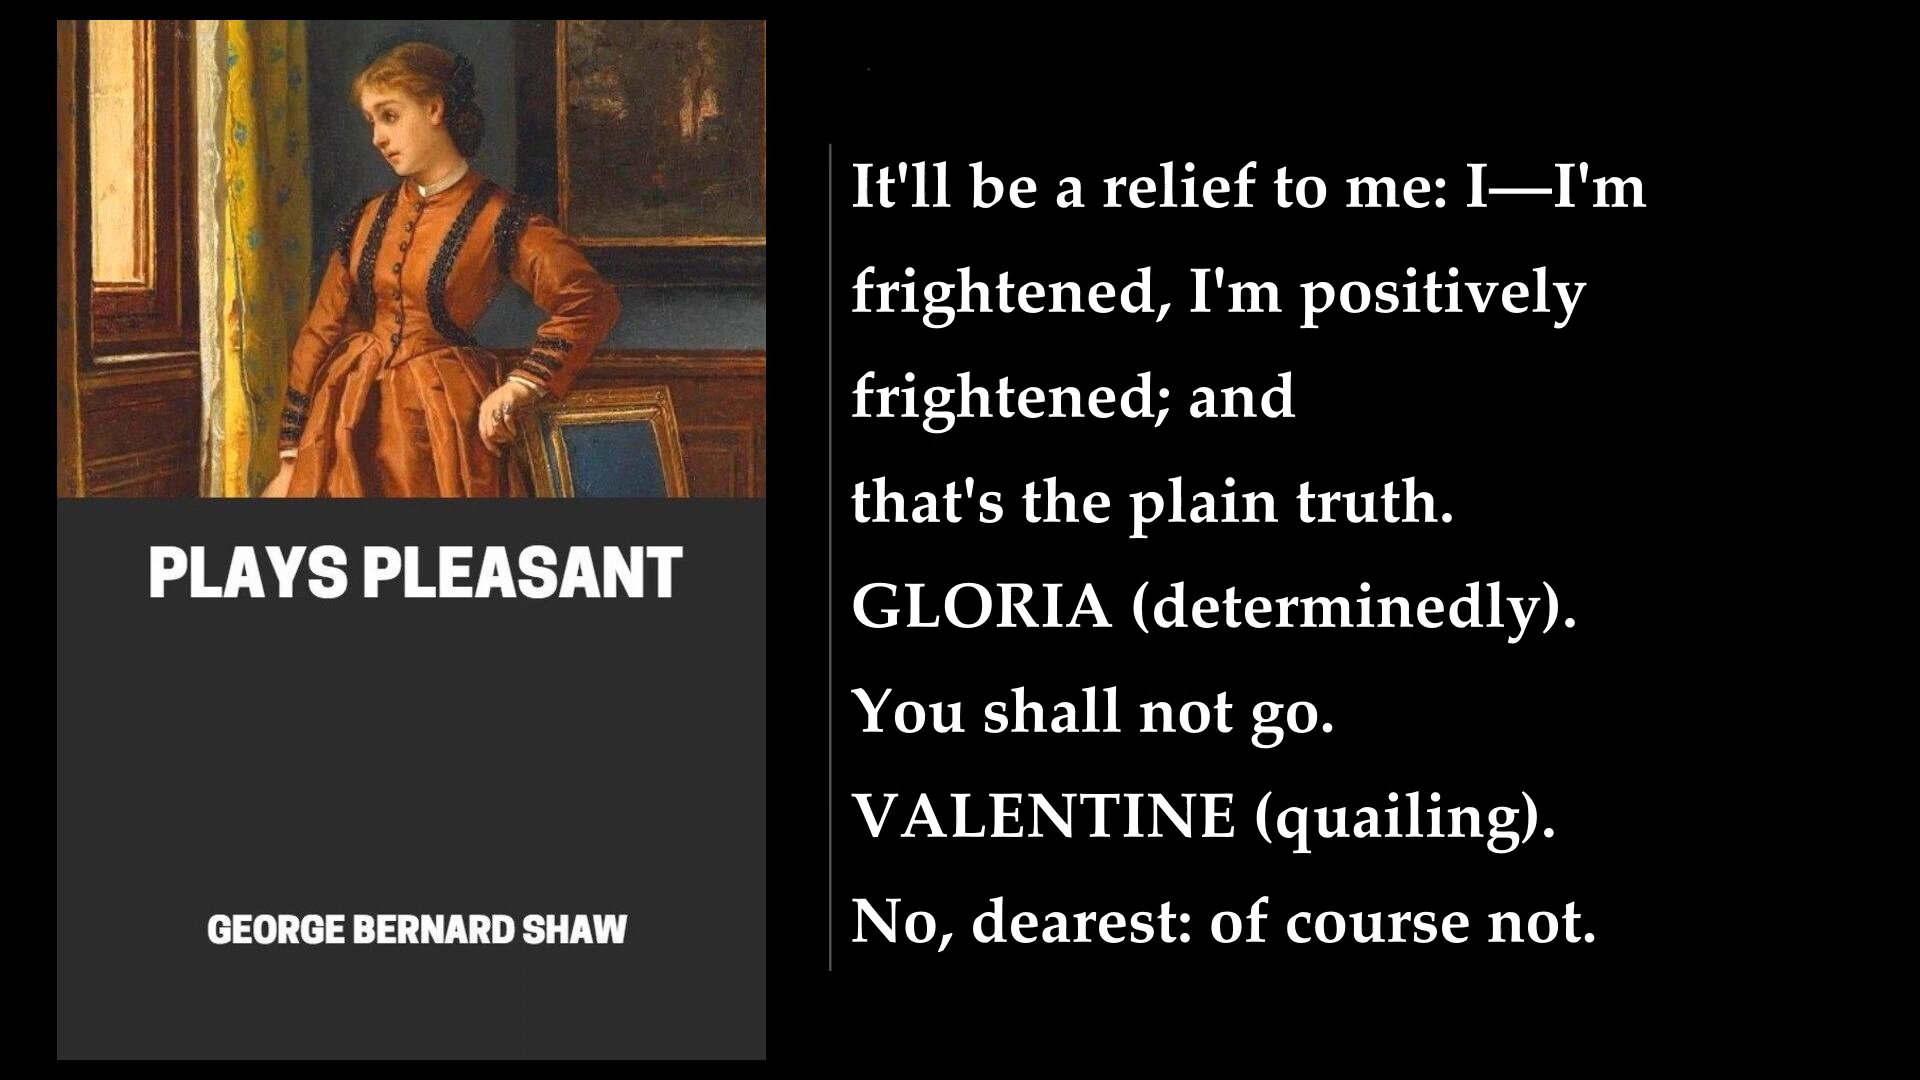 PLAYS PLEASANT
GEORGE BERNARD SHAW
It'll be a relief to me: I—I'm
frightened, I'm positively
frightened; and
that's the plain truth.
GLORIA (determinedly).
You shall not go.
VALENTINE (quailing).
No, dearest: of course not.